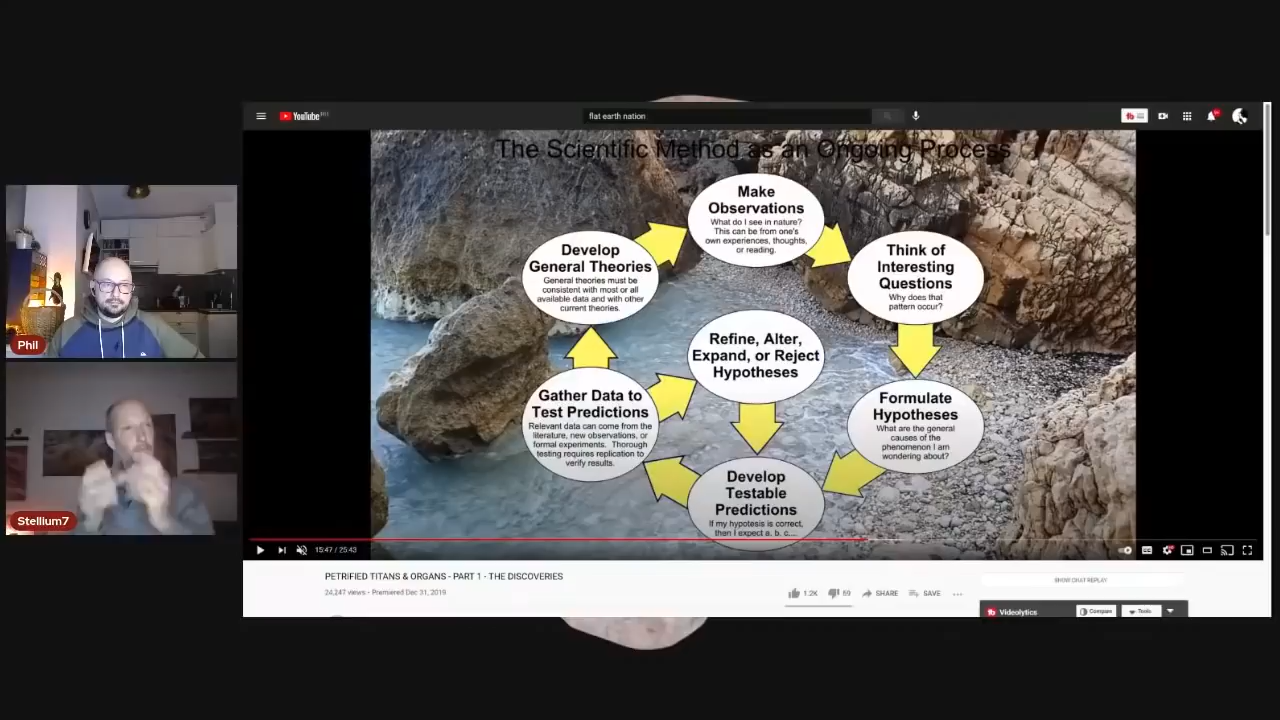 YouTube
flat earth nation
The Scientific Method as an Ongoing Process
Make
Observations
What do I see in nature?
This can be from one's
own experiences, thoughts,
or reading.
Think of
Interesting
Questions
Why does that
pattern occur?
Formulate
Hypotheses
What are the general
causes of the
phenomenon I am
wondering about?
Develop
Testable
Predictions
If my hypotesis is correct,
then I expect a, b, c,...
Gather Data to
Test Predictions
Relevant data can come from the
literature, new observations, or
formal experiments. Thorough
testing requires replication to
verify results.
Refine, Alter,
Expand, or Reject
Hypotheses
Develop
General Theories
General theories must be
consistent with most or all
available data and with other
current theories.
Phil
Stellium7
15:47 / 25:43
PETRIFIED TITANS & ORGANS - PART 1 - THE DISCOVERIES
24,247 views • Premiered Dec 31, 2019
1.2K
59
SHARE
SAVE
SHOW CHAT REPLAY
Videolytics
Compare
Tools